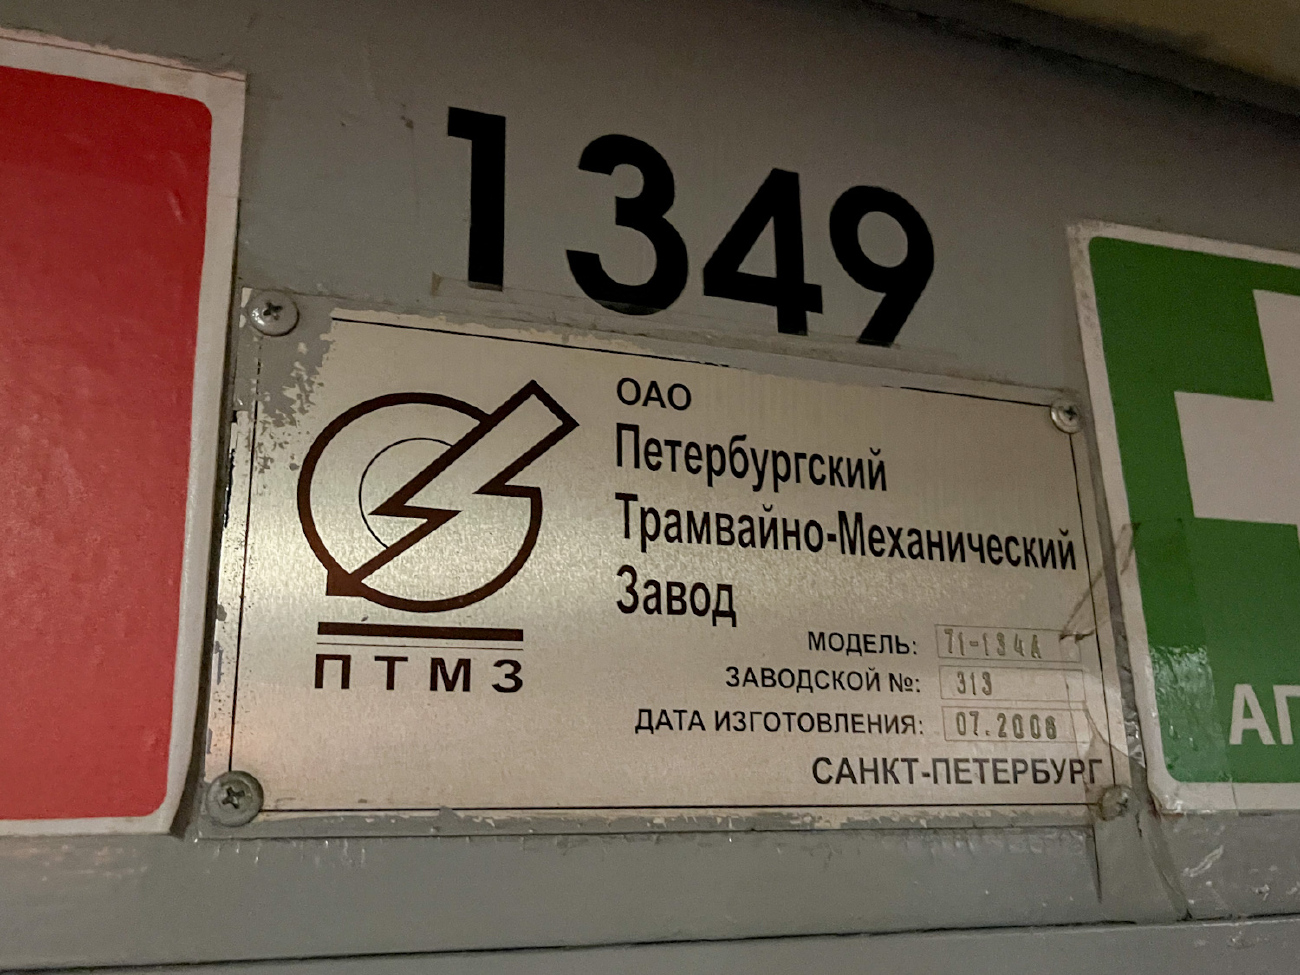 1349
ОАО
Петербургский
Трамвайно-Механический
Завод
ПТМЗ
МОДЕЛЬ: 71-134А
ЗАВОДСКОЙ №: 313
ДАТА ИЗГОТОВЛЕНИЯ: 07.2006
САНКТ-ПЕТЕРБУРГ